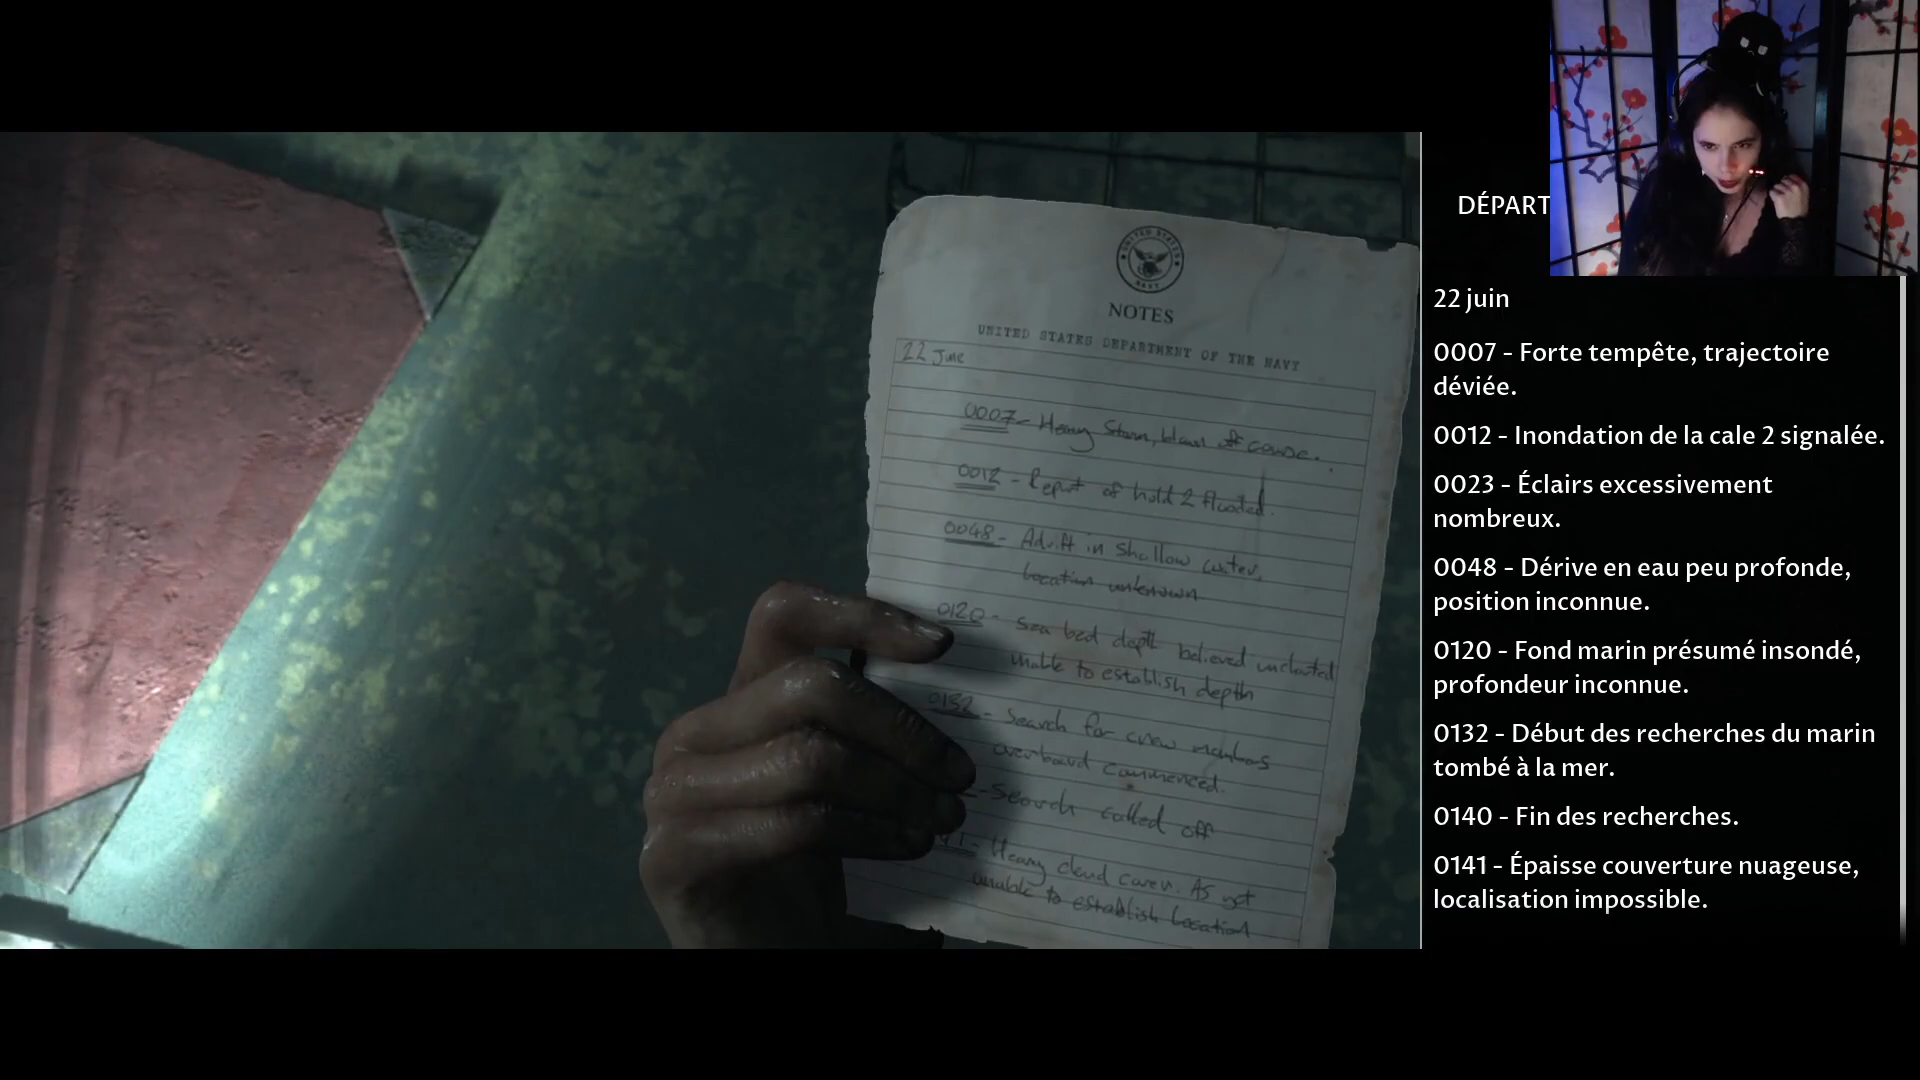 UNITED STATES
NAVY
NOTES
UNITED STATES DEPARTMENT OF THE NAVY
22 June
0007 - Heavy Storm, blown off course.
0012 - Report of hold 2 flooded.
0048 - Adrift in shallow water,
location unknown
0120 - Sea bed depth believed uncharted
unable to establish depth
0132 - Search for crew members
overboard commenced.
- Search called off
41 - Heavy cloud cover. As yet
unable to establish location
DÉPART
22 juin
0007 - Forte tempête, trajectoire
déviée.
0012 - Inondation de la cale 2 signalée.
0023 - Éclairs excessivement
nombreux.
0048 - Dérive en eau peu profonde,
position inconnue.
0120 - Fond marin présumé insondé,
profondeur inconnue.
0132 - Début des recherches du marin
tombé à la mer.
0140 - Fin des recherches.
0141 - Épaisse couverture nuageuse,
localisation impossible.